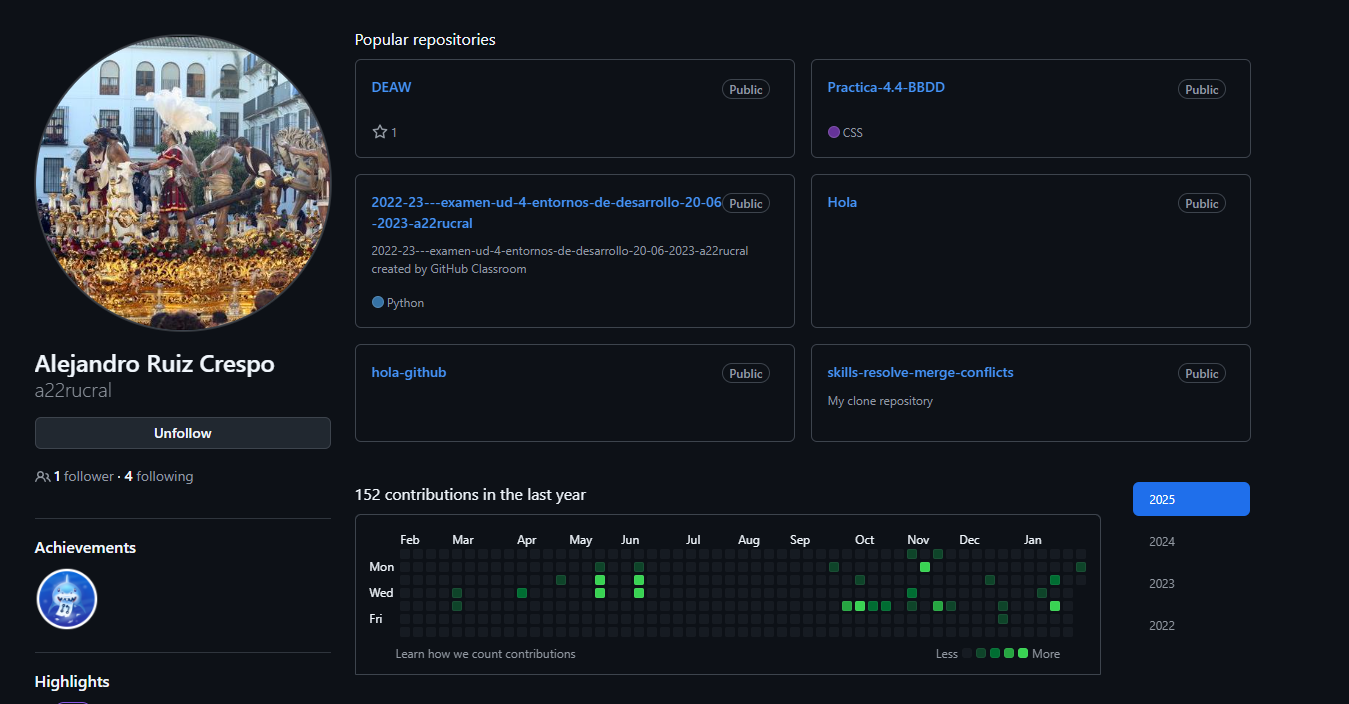 Popular repositories
DEAW
Public
1
Practica-4.4-BBDD
Public
CSS
2022-23---examen-ud-4-entornos-de-desarrollo-20-06
-2023-a22rucral
Public
2022-23---examen-ud-4-entornos-de-desarrollo-20-06-2023-a22rucral
created by GitHub Classroom
Python
Hola
Public
hola-github
Public
skills-resolve-merge-conflicts
Public
My clone repository
Alejandro Ruiz Crespo
a22rucral
Unfollow
1 follower · 4 following
Achievements
Highlights
152 contributions in the last year
Feb Mar Apr May Jun Jul Aug Sep Oct Nov Dec Jan
Mon
Wed
Fri
Learn how we count contributions
Less More
2025
2024
2023
2022